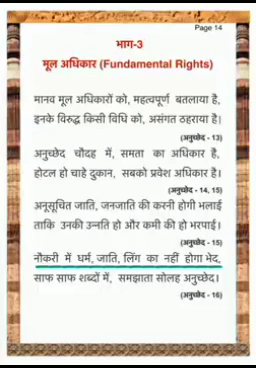 Page 14
भाग-3
मूल अधिकार (Fundamental Rights)
मानव मूल अधिकारों को, महत्वपूर्ण बतलाया है,
इनके विरुद्ध किसी विधि को, असंगत ठहराया है।
(अनुच्छेद - 13)
अनुच्छेद चौदह में, समता का अधिकार है,
होटल हो चाहे दुकान, सबको प्रवेश अधिकार है।
(अनुच्छेद - 14, 15)
अनुसूचित जाति, जनजाति की करनी होगी भलाई
ताकि उनकी उन्नति हो और कमी की हो भरपाई।
(अनुच्छेद - 15)
नौकरी में धर्म, जाति, लिंग का नहीं होगा भेद,
साफ साफ शब्दों में, समझाता सोलह अनुच्छेद।
(अनुच्छेद - 16)